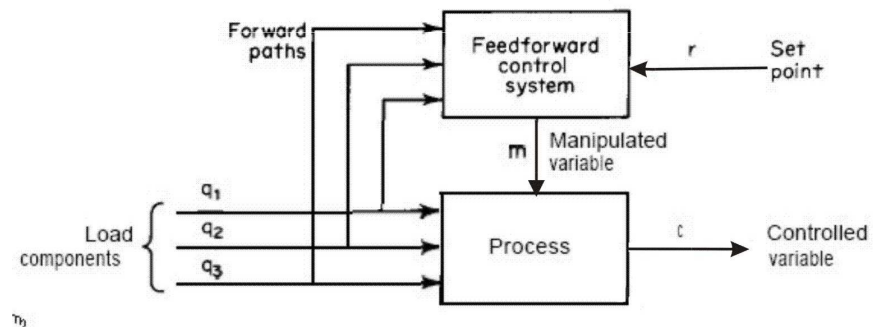 Forward
paths
Feedforward
control
system
r
Set
point
m
Manipulated
variable
q1
q2
q3
Load
components
Process
c
Controlled
variable